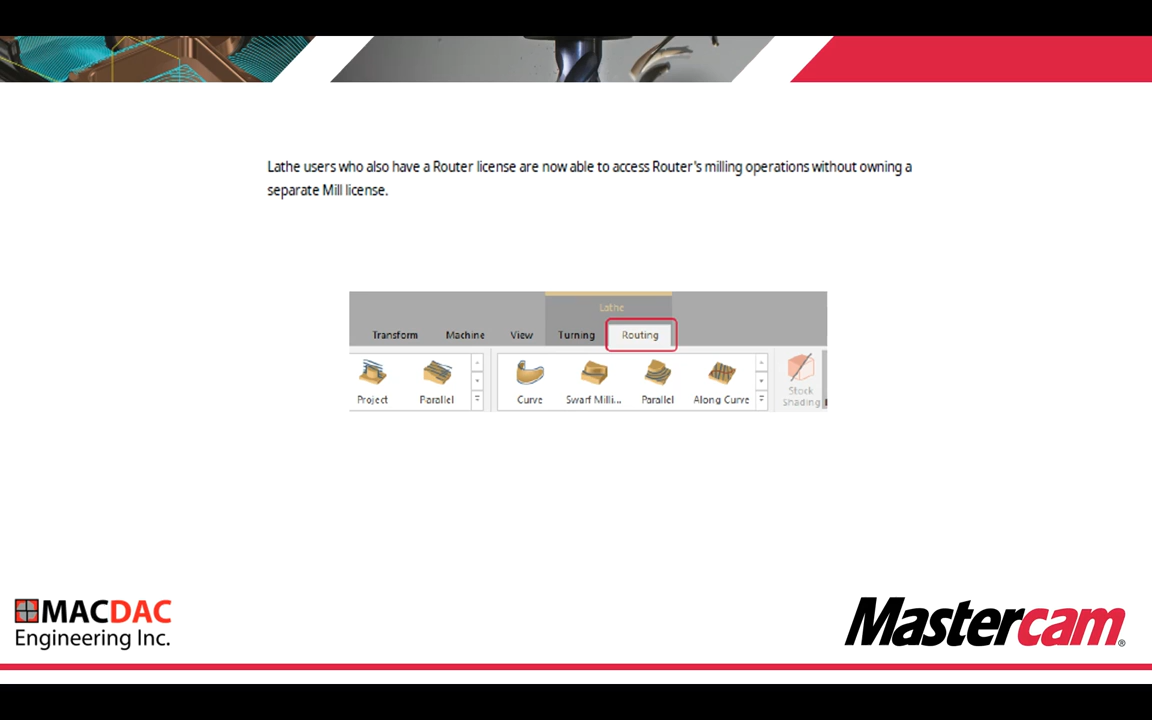 Lathe users who also have a Router license are now able to access Router's milling operations without owning a
separate Mill license.
Lathe
Transform Machine View Turning Routing
Project Parallel Curve Swarf Milli... Parallel Along Curve Stock
Shading
MACDAC
Engineering Inc.
Mastercam®